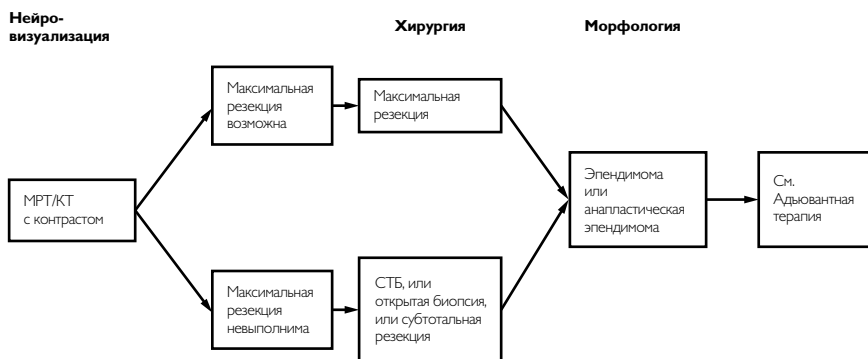 Нейро-
визуализация
Хирургия
Морфология
Максимальная
резекция
возможна
Максимальная
резекция
МРТ/КТ
с контрастом
Эпендимома
или
анапластическая
эпендимома
См.
Адъювантная
терапия
Максимальная
резекция
невыполнима
СТБ, или
открытая биопсия,
или субтотальная
резекция